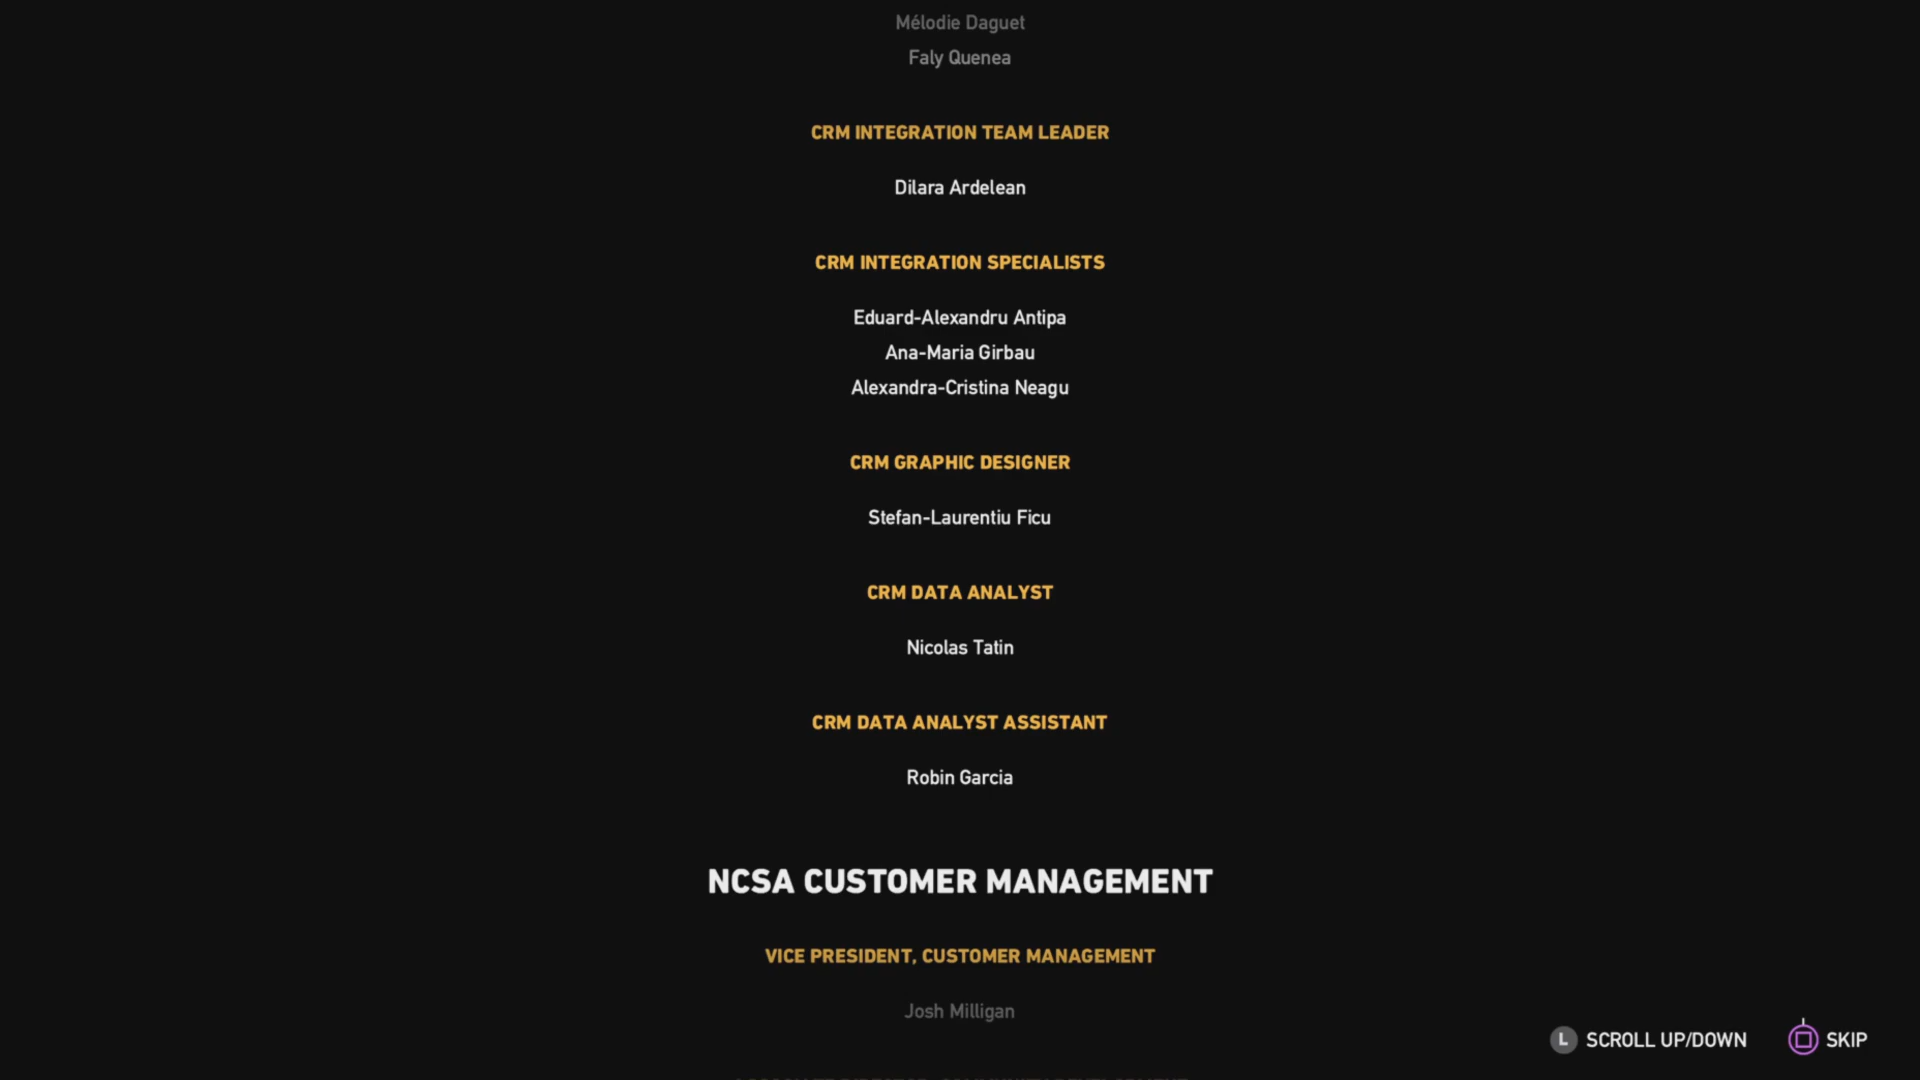 Mélodie Daguet
Faly Quenea
CRM INTEGRATION TEAM LEADER
Dilara Ardelean
CRM INTEGRATION SPECIALISTS
Eduard-Alexandru Antipa
Ana-Maria Girbau
Alexandra-Cristina Neagu
CRM GRAPHIC DESIGNER
Stefan-Laurentiu Ficu
CRM DATA ANALYST
Nicolas Tatin
CRM DATA ANALYST ASSISTANT
Robin Garcia
NCSA CUSTOMER MANAGEMENT
VICE PRESIDENT, CUSTOMER MANAGEMENT
Josh Milligan
L SCROLL UP/DOWN SKIP